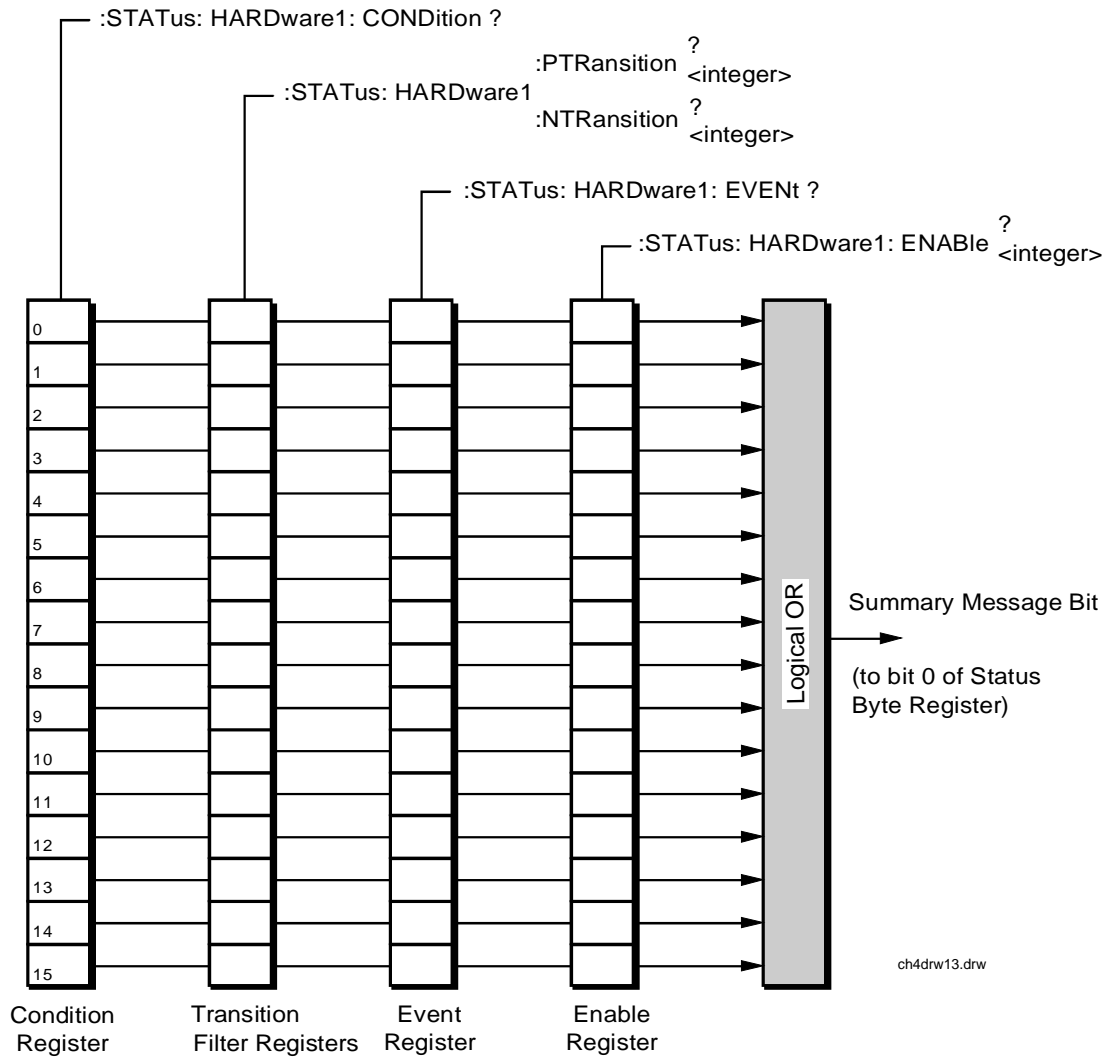 :STATus: HARDware1: CONDition ?
:STATus: HARDware1
:PTRansition ?
<integer>
:NTRansition ?
<integer>
:STATus: HARDware1: EVENt ?
:STATus: HARDware1: ENABle ?
<integer>
0
1
2
3
4
5
6
7
8
9
10
11
12
13
14
15
Logical OR
Summary Message Bit
(to bit 0 of Status
Byte Register)
ch4drw13.drw
Condition
Register
Transition
Filter Registers
Event
Register
Enable
Register